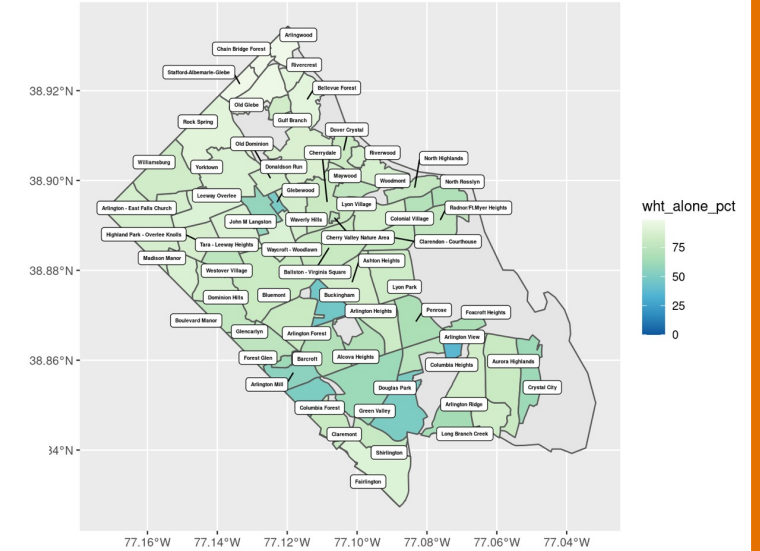 Arlingwood
Chain Bridge Forest
Rivercrest
Stafford-Albemarle-Glebe
Bellevue Forest
38.92°N
Old Glebe
Gulf Branch
Rock Spring
Dover Crystal
Old Dominion
Cherrydale
Riverwood
North Highlands
Williamsburg
Yorktown
Donaldson Run
Maywood
Woodmont
North Rosslyn
38.90°N
Leeway Overlee
Glebewood
Lyon Village
Radnor/Ft.Myer Heights
Arlington - East Falls Church
John M Langston
Waverly Hills
Colonial Village
wht_alone_pct
Highland Park - Overlee Knolls
Tara - Leeway Heights
Cherry Valley Nature Area
Clarendon - Courthouse
75
Madison Manor
Waycroft - Woodlawn
Ashton Heights
38.88°N
Westover Village
Ballston - Virginia Square
50
Lyon Park
Dominion Hills
Bluemont
Buckingham
25
Arlington Heights
Penrose
Foxcroft Heights
Boulevard Manor
Glencarlyn
Arlington Forest
Arlington View
0
38.86°N
Forest Glen
Barcroft
Alcova Heights
Columbia Heights
Aurora Highlands
Arlington Mill
Douglas Park
Crystal City
Columbia Forest
Green Valley
Arlington Ridge
Claremont
Long Branch Creek
34°N
Shirlington
Fairlington
77.16°W
77.14°W
77.12°W
77.10°W
77.08°W
77.06°W
77.04°W